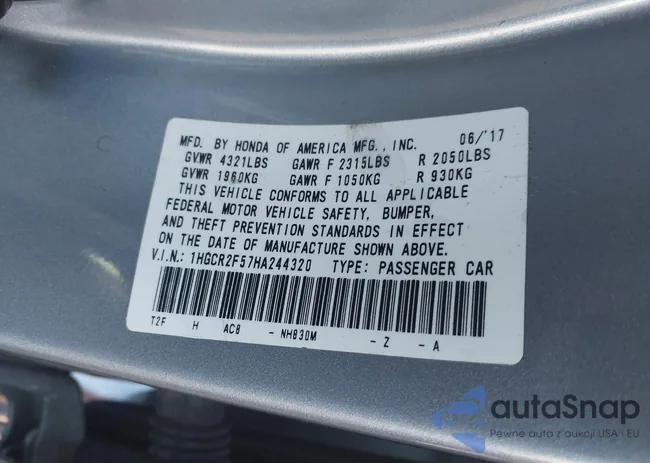 MFD. BY HONDA OF AMERICA MFG., INC. 06/'17
GVWR 4321LBS GAWR F 2315LBS R 2050LBS
GVWR 1960KG GAWR F 1050KG R 930KG
THIS VEHICLE CONFORMS TO ALL APPLICABLE
FEDERAL MOTOR VEHICLE SAFETY, BUMPER,
AND THEFT PREVENTION STANDARDS IN EFFECT
ON THE DATE OF MANUFACTURE SHOWN ABOVE.
V.I.N.: 1HGCR2F57HA244320 TYPE: PASSENGER CAR
T2F H AC8 - NH830M - Z - A
autaSnap
Pewne auta z aukcji USA i EU